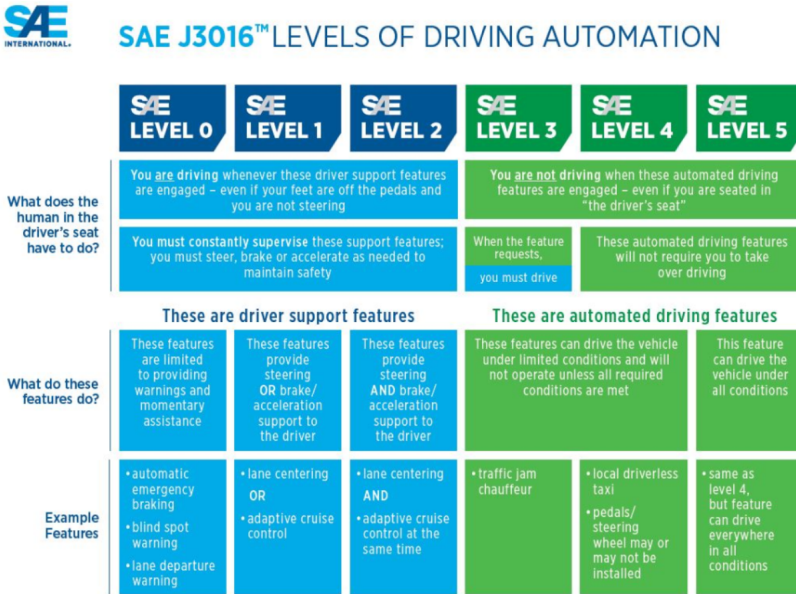 SAE
INTERNATIONAL®
SAE J3016™ LEVELS OF DRIVING AUTOMATION
SAE
LEVEL 0
SAE
LEVEL 1
SAE
LEVEL 2
SAE
LEVEL 3
SAE
LEVEL 4
SAE
LEVEL 5
What does the
human in the
driver's seat
have to do?
You are driving whenever these driver support features
are engaged – even if your feet are off the pedals and
you are not steering
You are not driving when these automated driving
features are engaged – even if you are seated in
“the driver's seat”
You must constantly supervise these support features;
you must steer, brake or accelerate as needed to
maintain safety
When the feature
requests,
you must drive
These automated driving features
will not require you to take
over driving
These are driver support features
These are automated driving features
What do these
features do?
These features
are limited
to providing
warnings and
momentary
assistance
These features
provide
steering
OR brake/
acceleration
support to
the driver
These features
provide
steering
AND brake/
acceleration
support to
the driver
These features can drive the vehicle
under limited conditions and will
not operate unless all required
conditions are met
This feature
can drive the
vehicle under
all conditions
Example
Features
• automatic
emergency
braking
• blind spot
warning
• lane departure
warning
• lane centering
OR
• adaptive cruise
control
• lane centering
AND
• adaptive cruise
control at the
same time
• traffic jam
chauffeur
• local driverless
taxi
• pedals/
steering
wheel may or
may not be
installed
• same as
level 4,
but feature
can drive
everywhere
in all
conditions